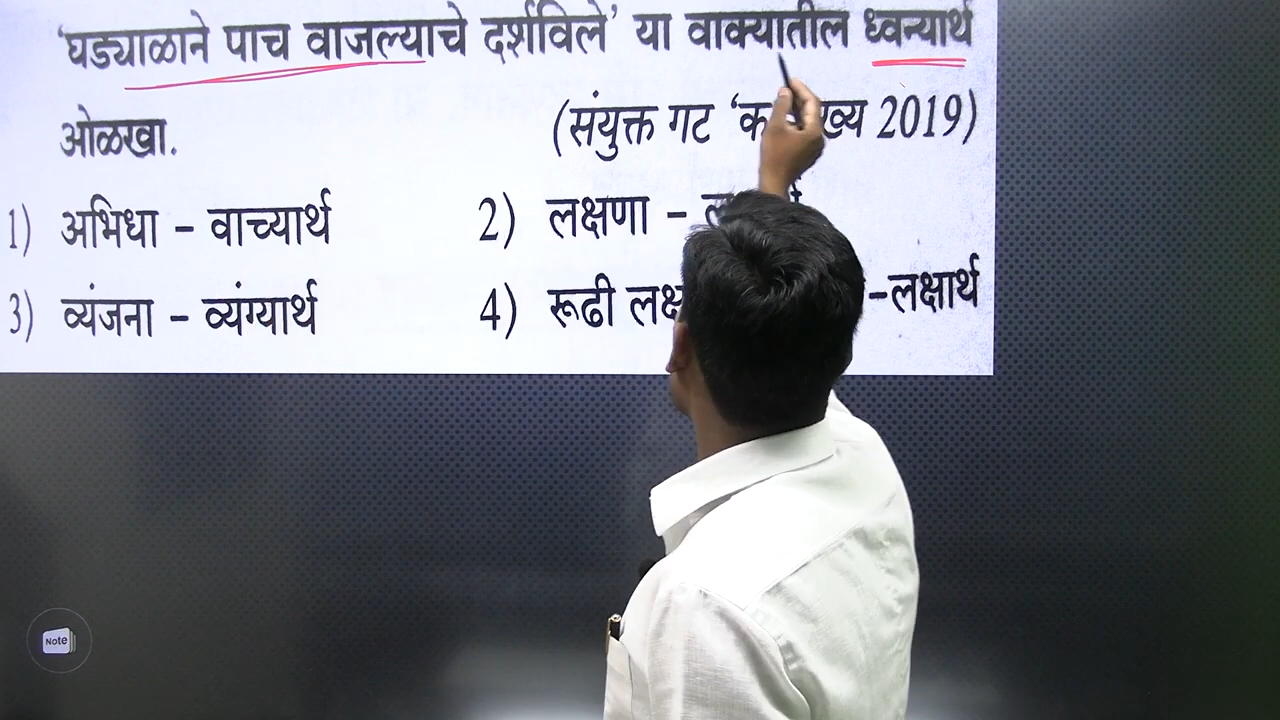 ‘घड्याळाने पाच वाजल्याचे दर्शविले’ या वाक्यातील ध्वन्यार्थ
ओळखा. (संयुक्त गट 2019)
1) अभिधा – वाच्यार्थ 2) लक्षणा –
3) व्यंजना – व्यंग्यार्थ 4) रूढी –लक्षार्थ
Note